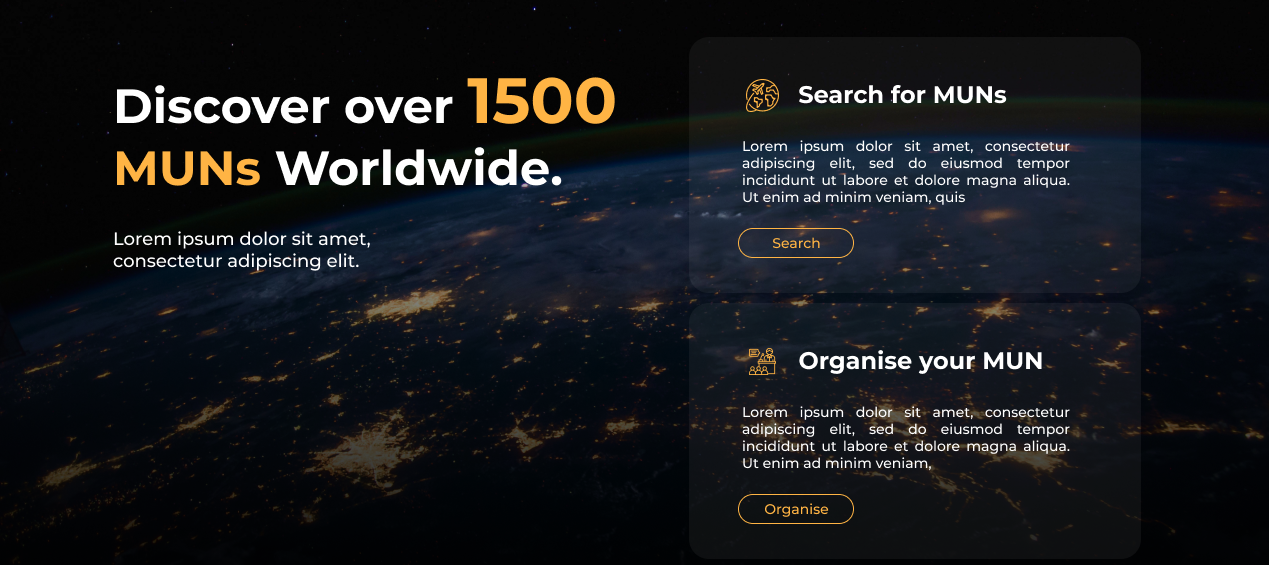 Discover over 1500
MUNs Worldwide.
Lorem ipsum dolor sit amet,
consectetur adipiscing elit.
Search for MUNs
Lorem ipsum dolor sit amet, consectetur
adipiscing elit, sed do eiusmod tempor
incididunt ut labore et dolore magna aliqua.
Ut enim ad minim veniam, quis
Search
Organise your MUN
Lorem ipsum dolor sit amet, consectetur
adipiscing elit, sed do eiusmod tempor
incididunt ut labore et dolore magna aliqua.
Ut enim ad minim veniam,
Organise